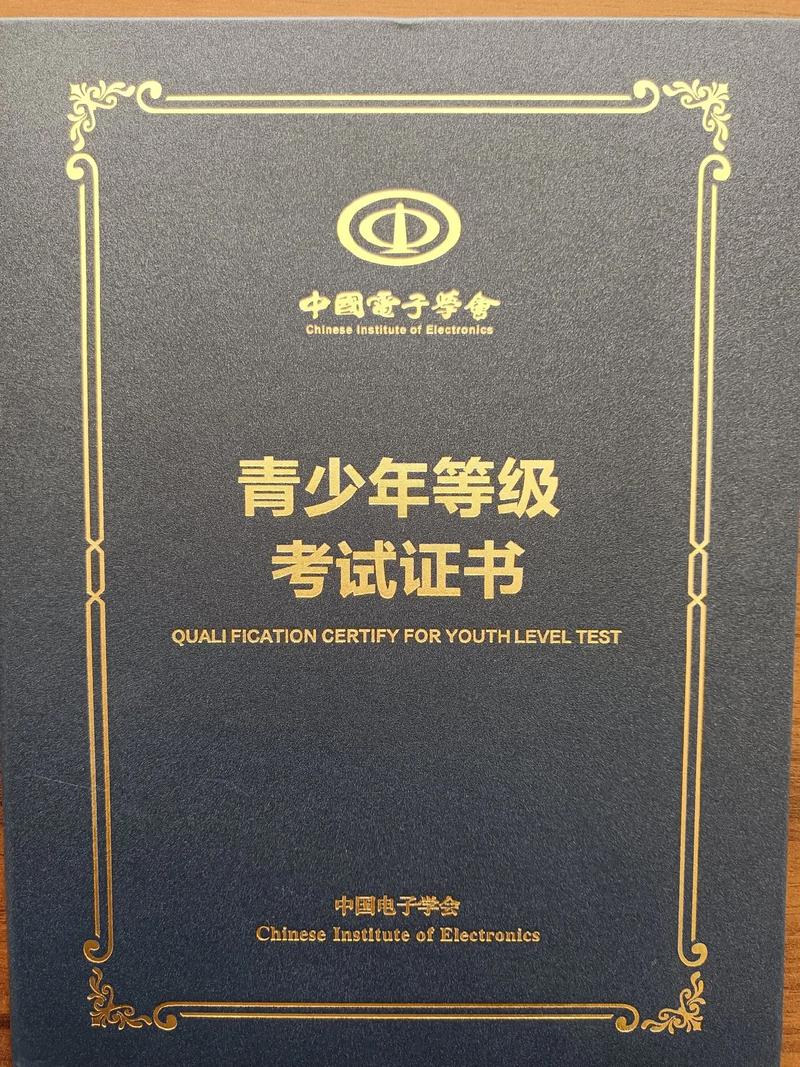 中國電子學會
Chinese Institute of Electronics
青少年等级
考试证书
QUALI FICATION CERTIFY FOR YOUTH LEVEL TEST
中国电子学会
Chinese Institute of Electronics